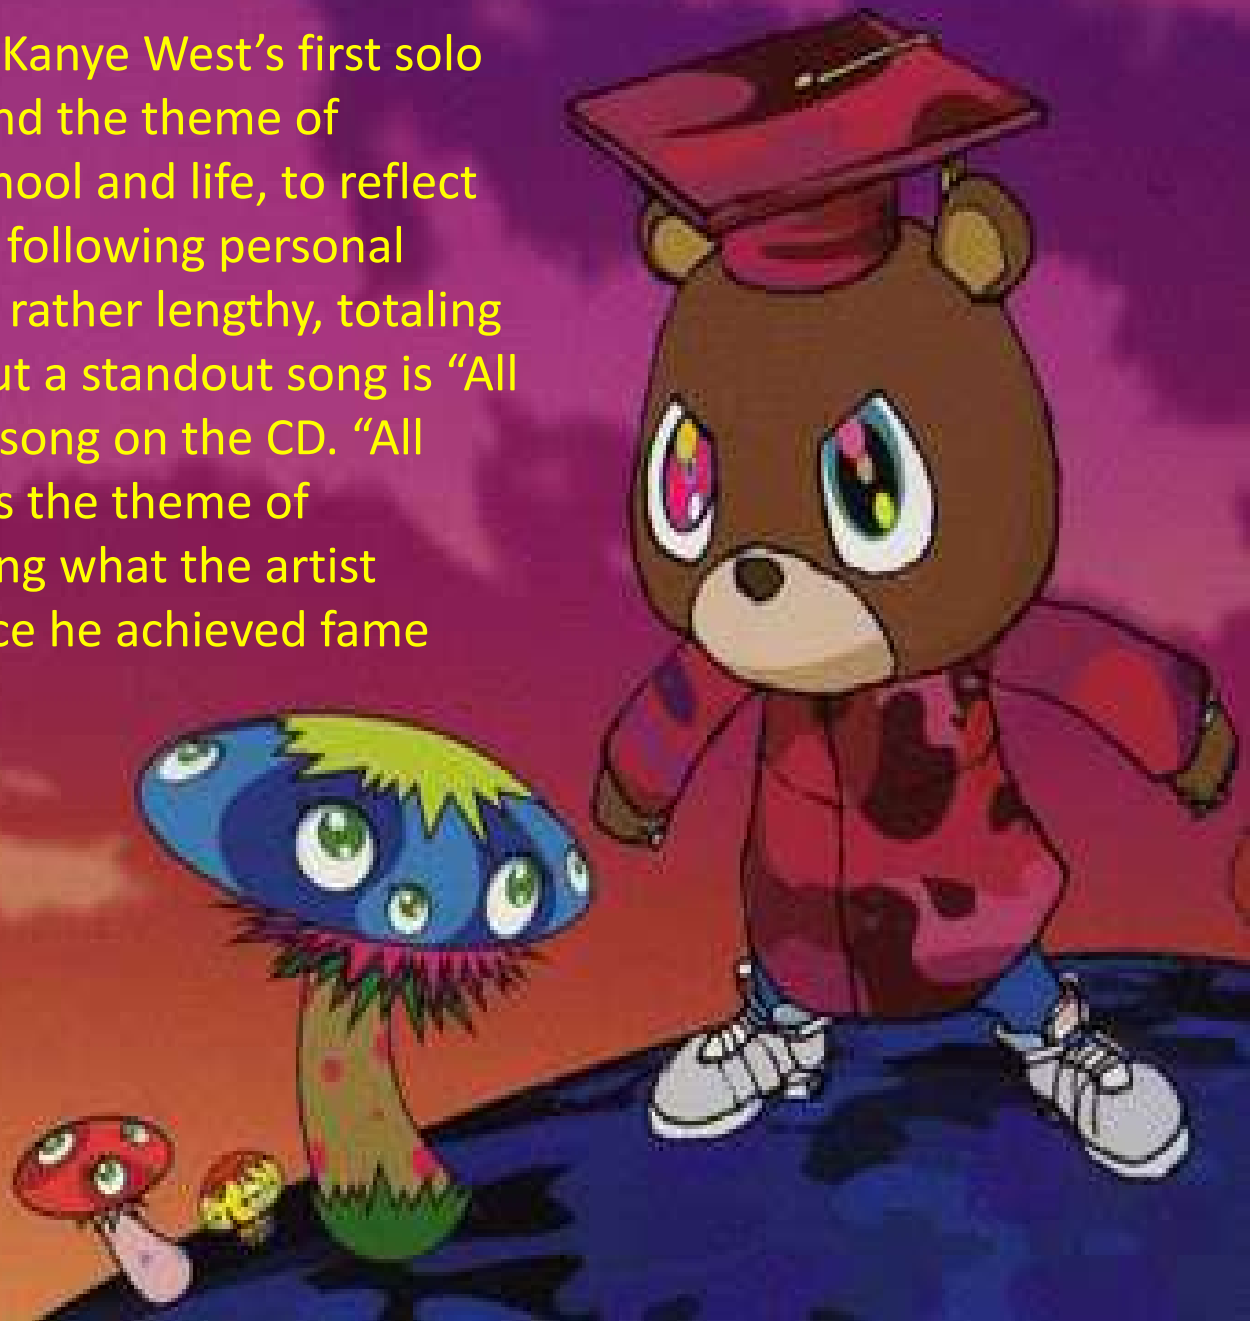 Kanye West’s first solo
nd the theme of
hool and life, to reflect
following personal
rather lengthy, totaling
ut a standout song is “All
song on the CD. “All
s the theme of
ng what the artist
ce he achieved fame